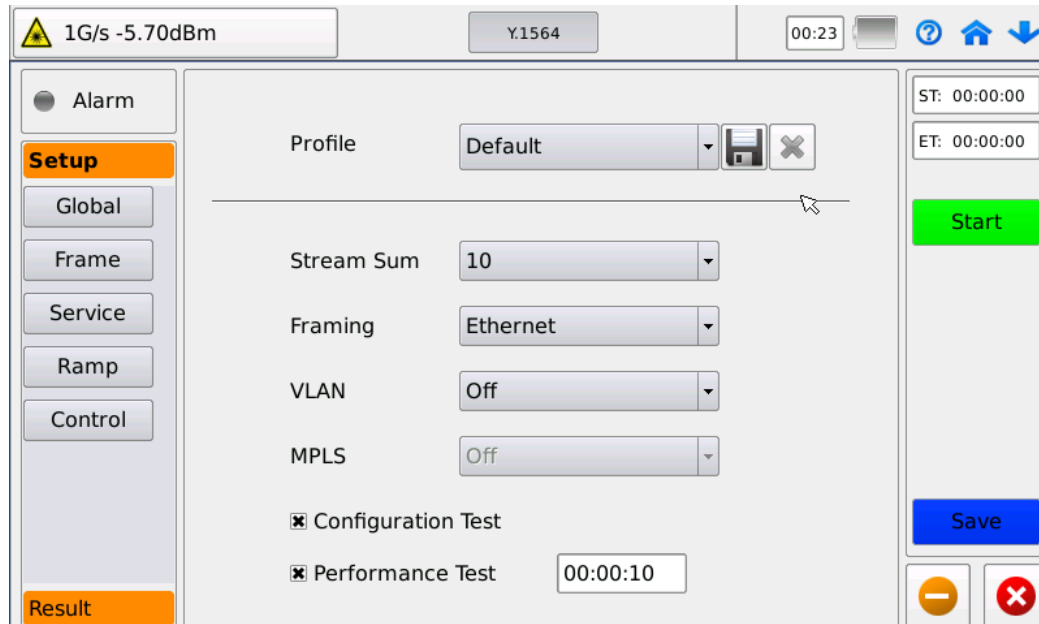 1G/s -5.70dBm
Y.1564
00:23
Alarm
Setup
Global
Frame
Service
Ramp
Control
Result
Profile Default
Stream Sum 10
Framing Ethernet
VLAN Off
MPLS Off
Configuration Test
Performance Test 00:00:10
ST: 00:00:00
ET: 00:00:00
Start
Save